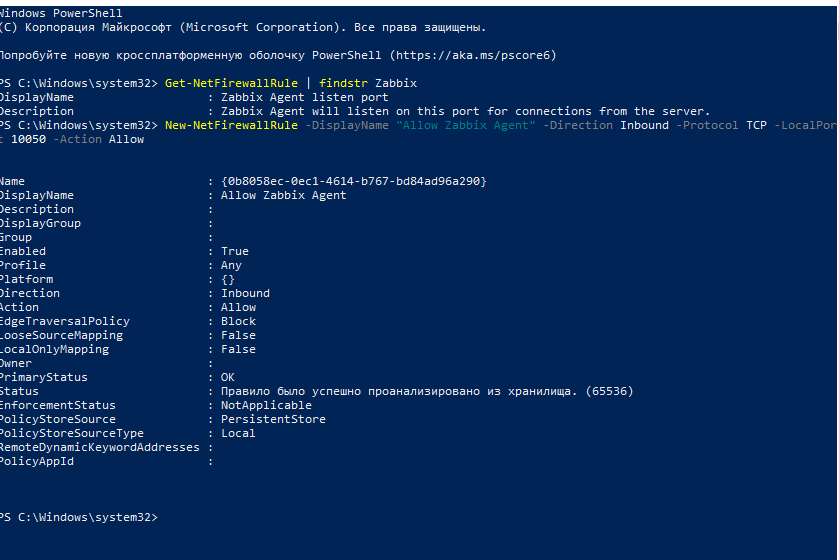 Windows PowerShell
(C) Корпорация Майкрософт (Microsoft Corporation). Все права защищены.
Попробуйте новую кроссплатформенную оболочку PowerShell (https://aka.ms/pscore6)
PS C:\Windows\system32> Get-NetFirewallRule | findstr Zabbix
DisplayName : Zabbix Agent listen port
Description : Zabbix Agent will listen on this port for connections from the server.
PS C:\Windows\system32> New-NetFirewallRule -DisplayName "Allow Zabbix Agent" -Direction Inbound -Protocol TCP -LocalPor
t 10050 -Action Allow
Name : {0b8058ec-0ec1-4614-b767-bd84ad96a290}
DisplayName : Allow Zabbix Agent
Description :
DisplayGroup :
Group :
Enabled : True
Profile : Any
Platform : {}
Direction : Inbound
Action : Allow
EdgeTraversalPolicy : Block
LooseSourceMapping : False
LocalOnlyMapping : False
Owner :
PrimaryStatus : OK
Status : Правило было успешно проанализировано из хранилища. (65536)
EnforcementStatus : NotApplicable
PolicyStoreSource : PersistentStore
PolicyStoreSourceType : Local
RemoteDynamicKeywordAddresses :
PolicyAppId :
PS C:\Windows\system32>